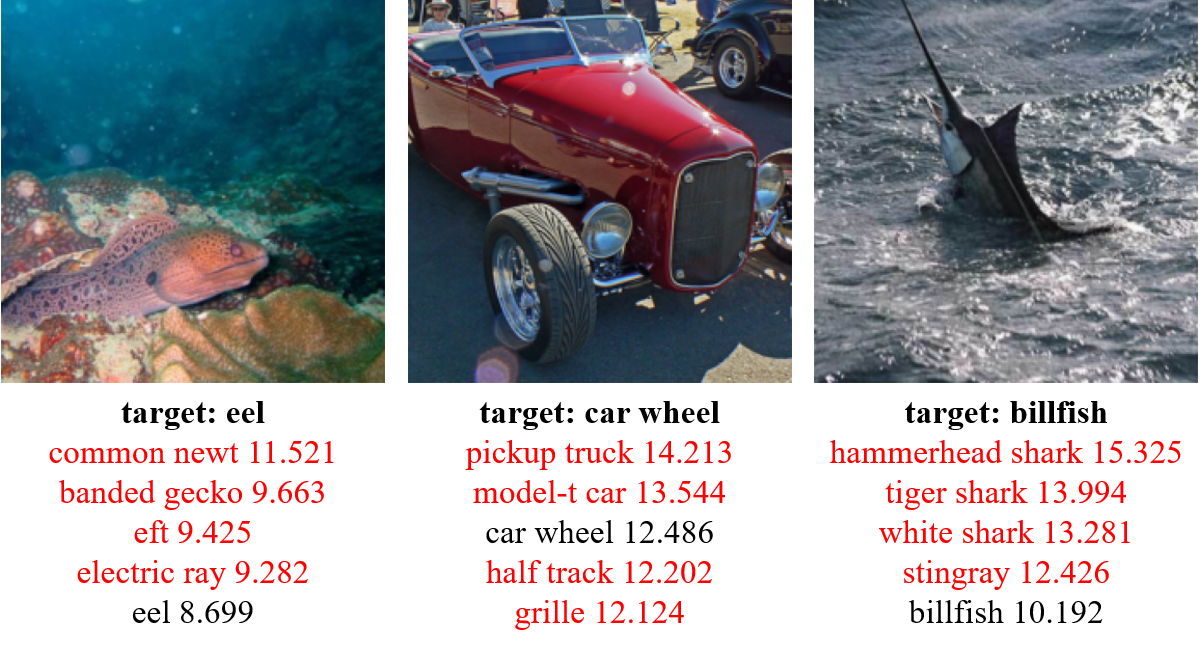 target: eel
common newt 11.521
banded gecko 9.663
eft 9.425
electric ray 9.282
eel 8.699
target: car wheel
pickup truck 14.213
model-t car 13.544
car wheel 12.486
half track 12.202
grille 12.124
target: billfish
hammerhead shark 15.325
tiger shark 13.994
white shark 13.281
stingray 12.426
billfish 10.192